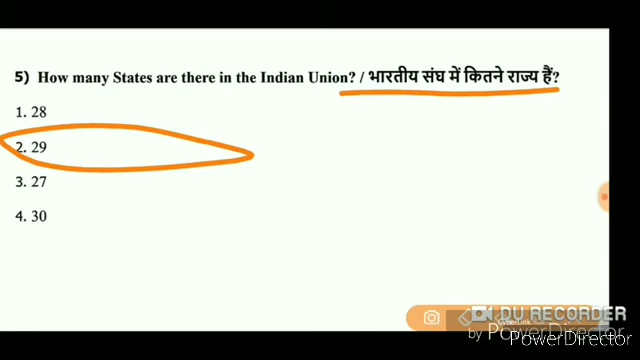 5) How many States are there in the Indian Union? / भारतीय संघ में कितने राज्य हैं?
1. 28
2. 29
3. 27
4. 30
DU RECORDER
CyberLink
by PowerDirector
PowerDirector